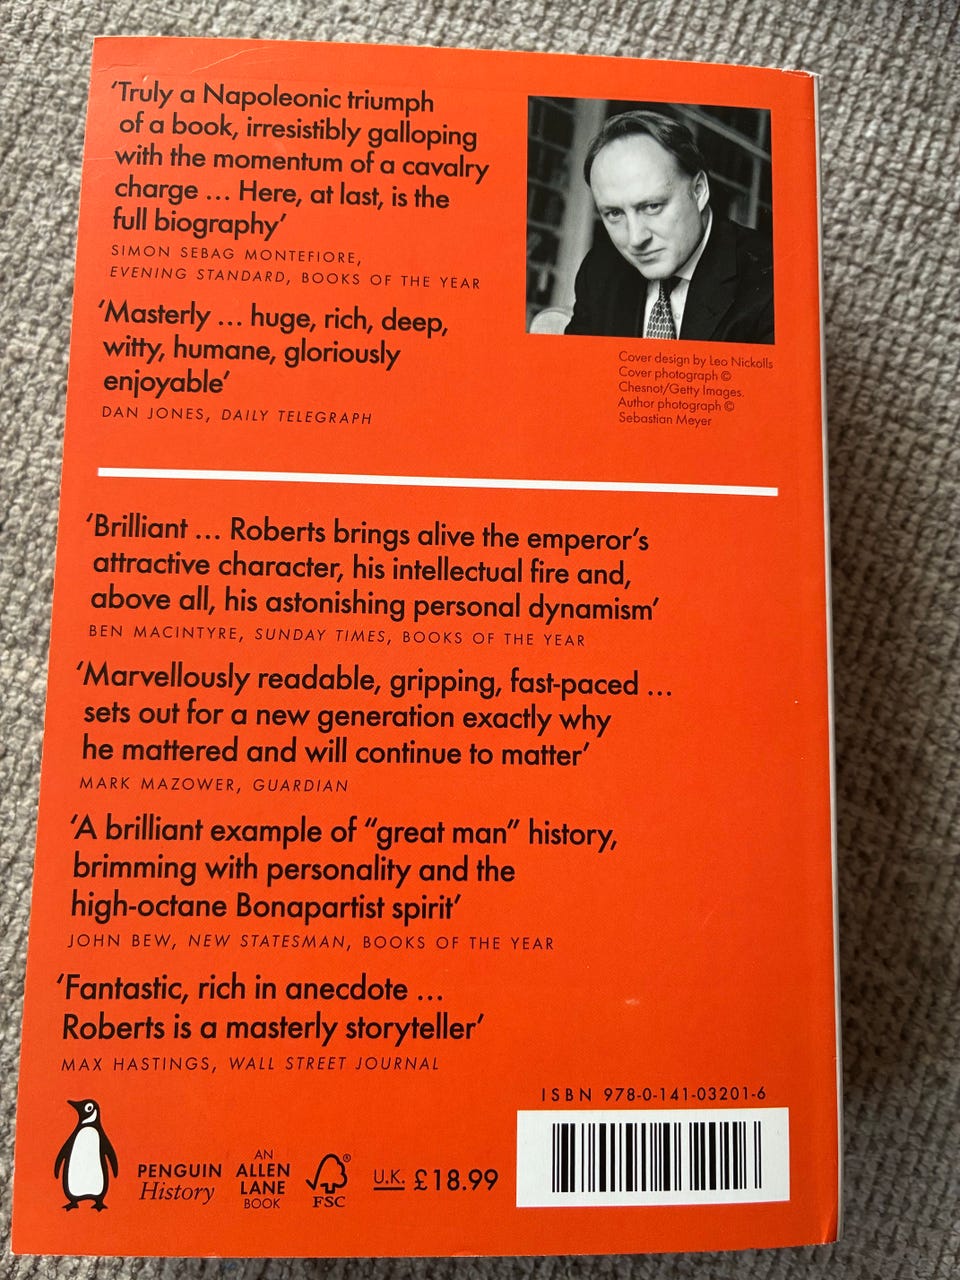 ‘Truly a Napoleonic triumph
of a book, irresistibly galloping
with the momentum of a cavalry
charge ... Here, at last, is the
full biography’
SIMON SEBAG MONTEFIORE,
EVENING STANDARD, BOOKS OF THE YEAR
‘Masterly ... huge, rich, deep,
witty, humane, gloriously
enjoyable’
DAN JONES, DAILY TELEGRAPH
Cover design by Leo Nickolls
Cover photograph ©
Chesnot/Getty Images.
Author photograph ©
Sebastian Meyer
‘Brilliant ... Roberts brings alive the emperor’s
attractive character, his intellectual fire and,
above all, his astonishing personal dynamism’
BEN MACINTYRE, SUNDAY TIMES, BOOKS OF THE YEAR
‘Marvellously readable, gripping, fast-paced ...
sets out for a new generation exactly why
he mattered and will continue to matter’
MARK MAZOWER, GUARDIAN
‘A brilliant example of “great man” history,
brimming with personality and the
high-octane Bonapartist spirit’
JOHN BEW, NEW STATESMAN, BOOKS OF THE YEAR
‘Fantastic, rich in anecdote ...
Roberts is a masterly storyteller’
MAX HASTINGS, WALL STREET JOURNAL
ISBN 978-0-141-03201-6
PENGUIN
History
AN
ALLEN
LANE
BOOK
®
FSC
U.K. £18.99